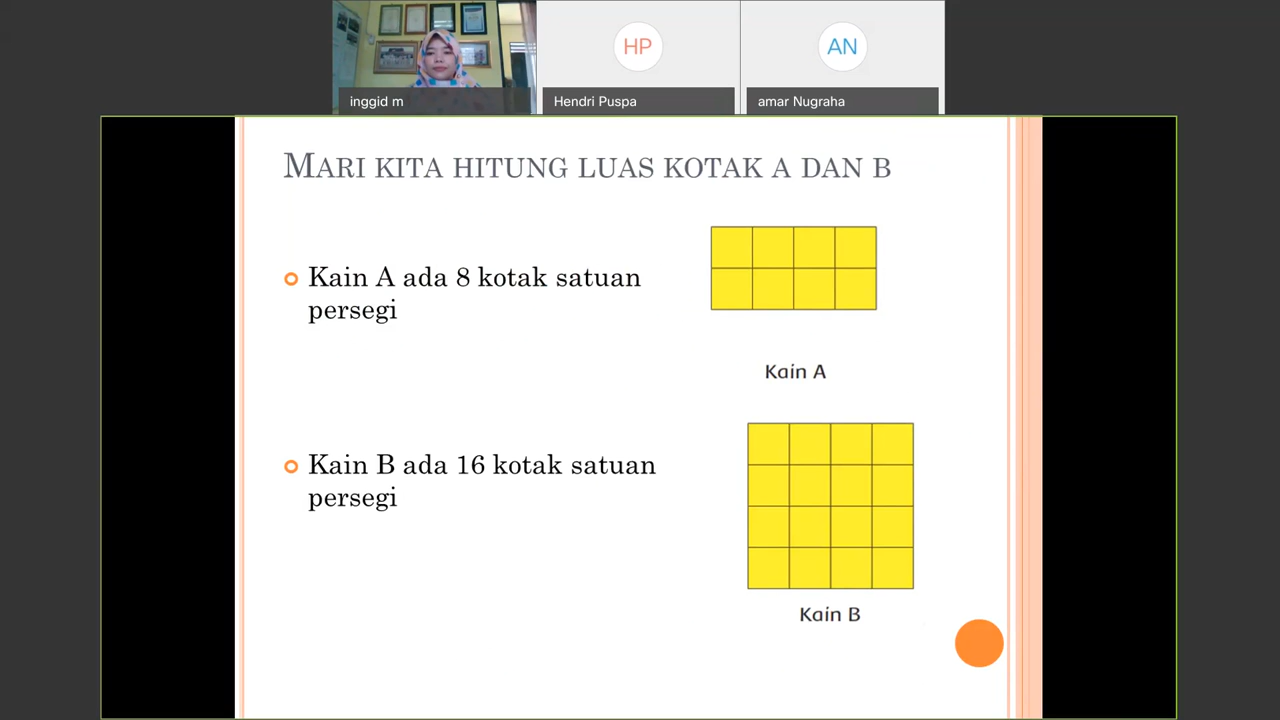 HP
AN
inggid m
Hendri Puspa
amar Nugraha
MARI KITA HITUNG LUAS KOTAK A DAN B
Kain A ada 8 kotak satuan
persegi
Kain A
Kain B ada 16 kotak satuan
persegi
Kain B